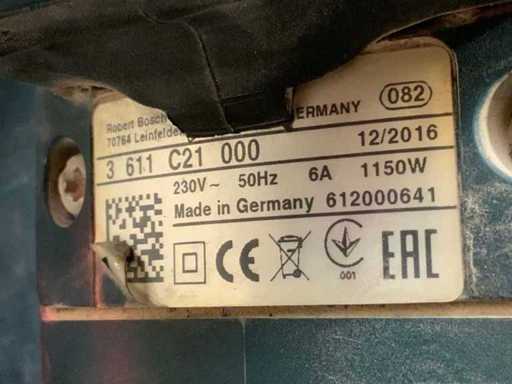 Robert Bosch GERMANY 082
70764 Leinfelden
3 611 C21 000 12/2016
230V~ 50Hz 6A 1150W
Made in Germany 612000641
CE 001 EAC